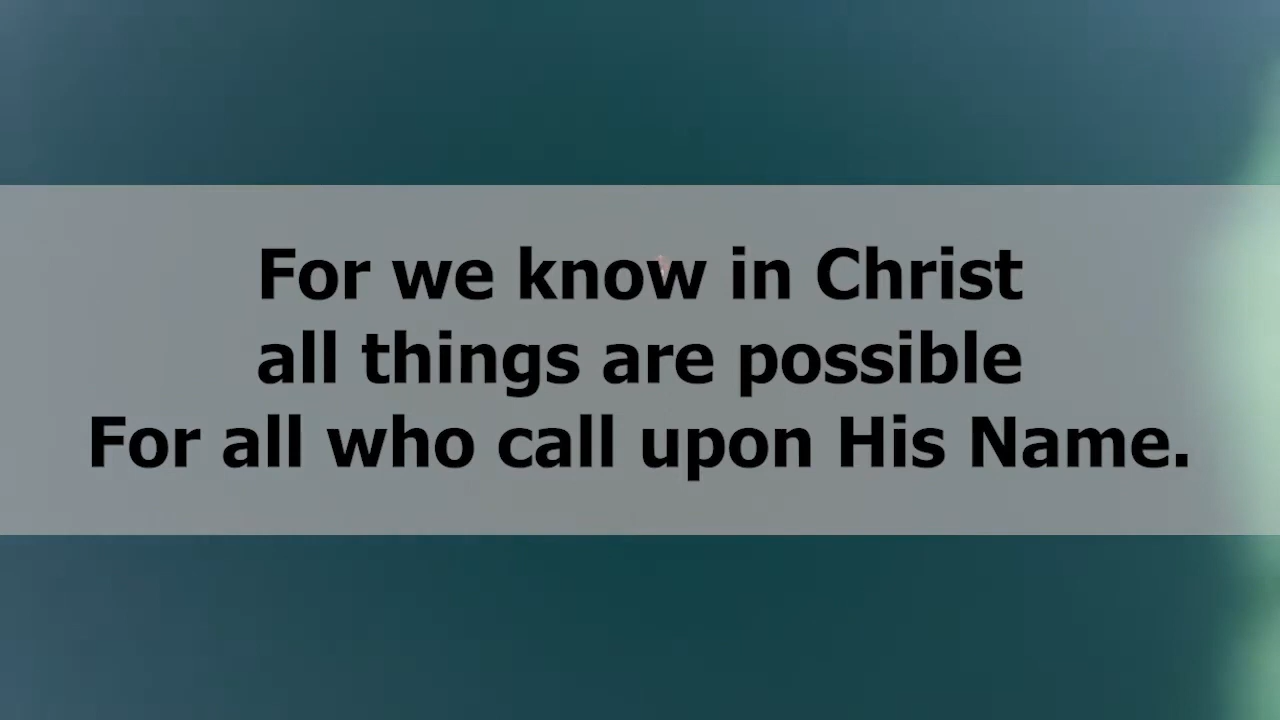 For we know in Christ
all things are possible
For all who call upon His Name.